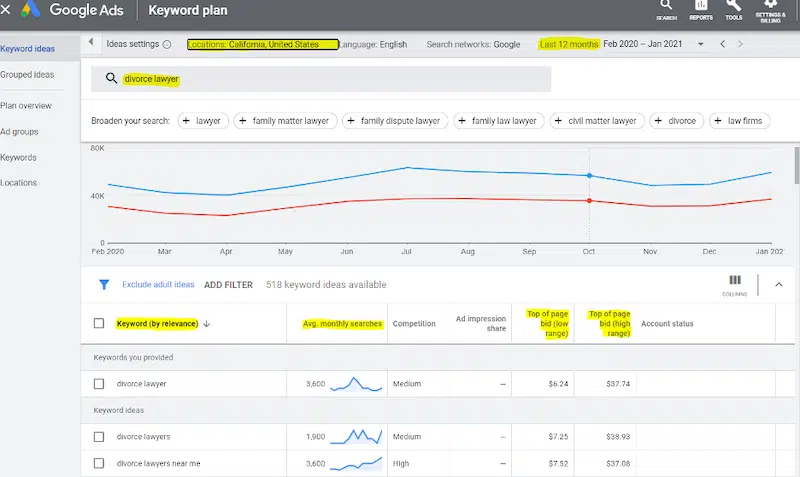 Google Ads Keyword plan
SEARCH REPORTS TOOLS SETTINGS & BILLING
Keyword ideas
Grouped ideas
Plan overview
Ad groups
Keywords
Locations
Ideas settings Locations: California, United States Language: English Search networks: Google Last 12 months Feb 2020 – Jan 2021
divorce lawyer
Broaden your search: + lawyer + family matter lawyer + family dispute lawyer + family law lawyer + civil matter lawyer + divorce + law firms
80K
40K
0
Feb 2020 Mar Apr May Jun Jul Aug Sep Oct Nov Dec Jan 202
Exclude adult ideas ADD FILTER 518 keyword ideas available
COLUMNS
Keyword (by relevance) Avg. monthly searches Competition Ad impression share Top of page bid (low range) Top of page bid (high range) Account status
Keywords you provided
divorce lawyer 3,600 Medium – $6.24 $37.74
Keyword ideas
divorce lawyers 1,900 Medium – $7.25 $38.93
divorce lawyers near me 3,600 High – $7.52 $37.08